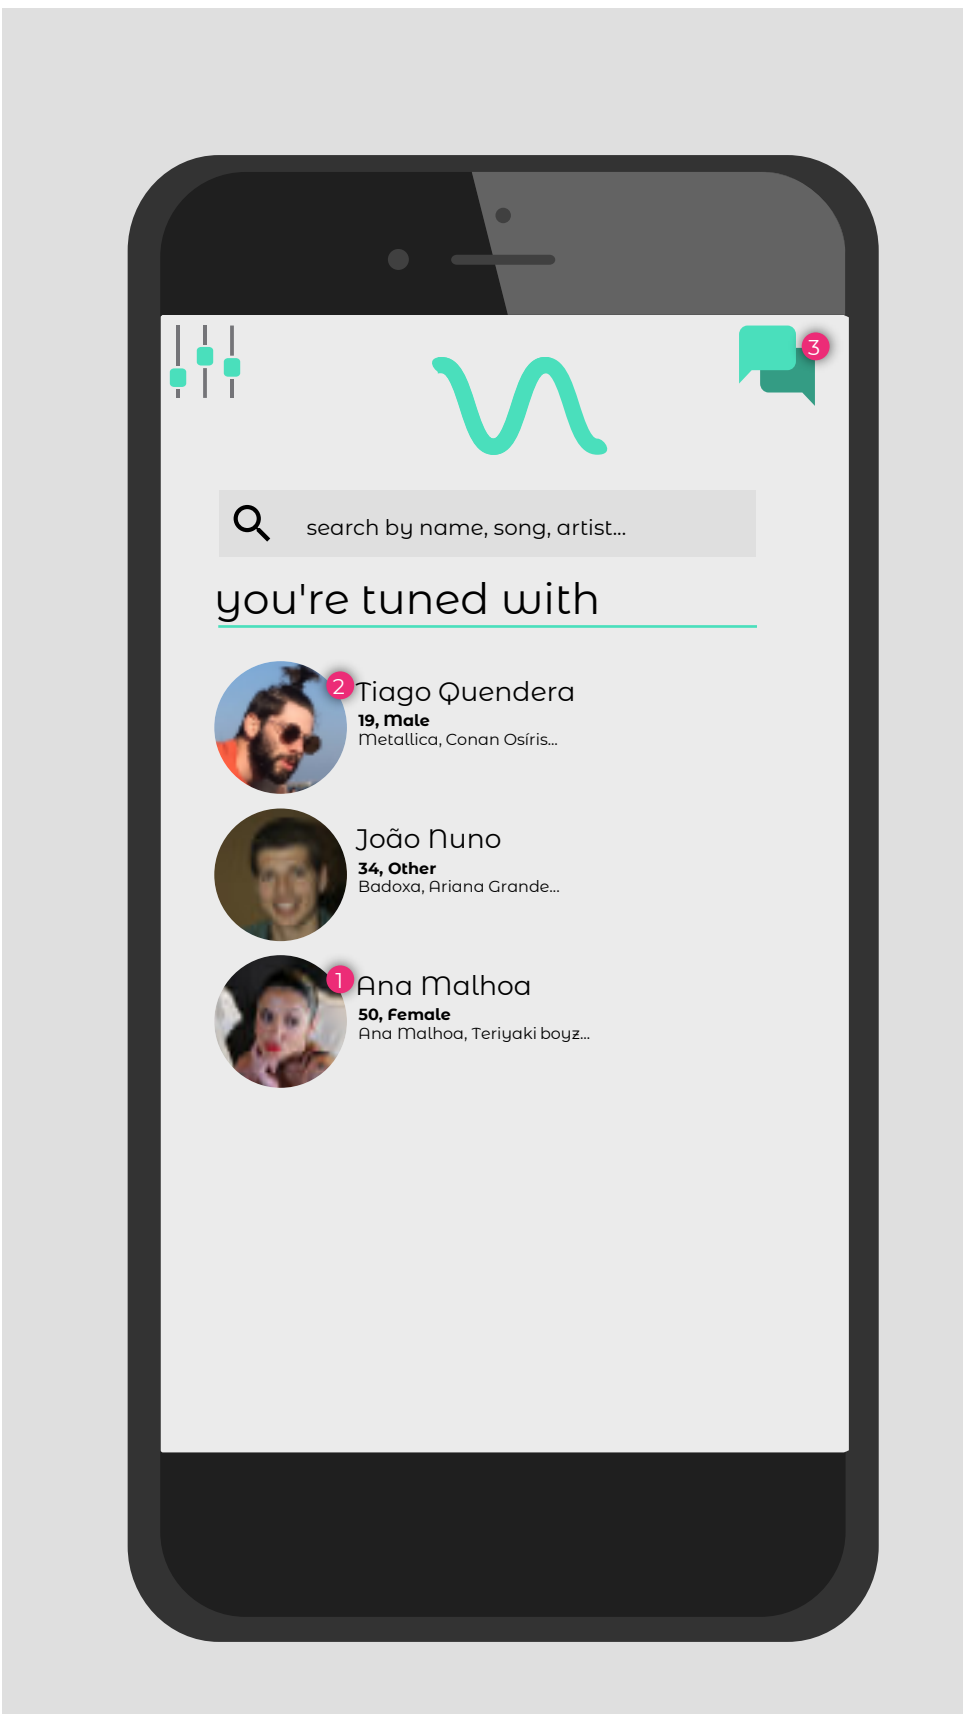 3
search by name, song, artist...
you're tuned with
2
Tiago Quendera
19, Male
Metallica, Conan Osíris...
João Nuno
34, Other
Badoxa, Ariana Grande...
1
Ana Malhoa
50, Female
Ana Malhoa, Teriyaki boyz...